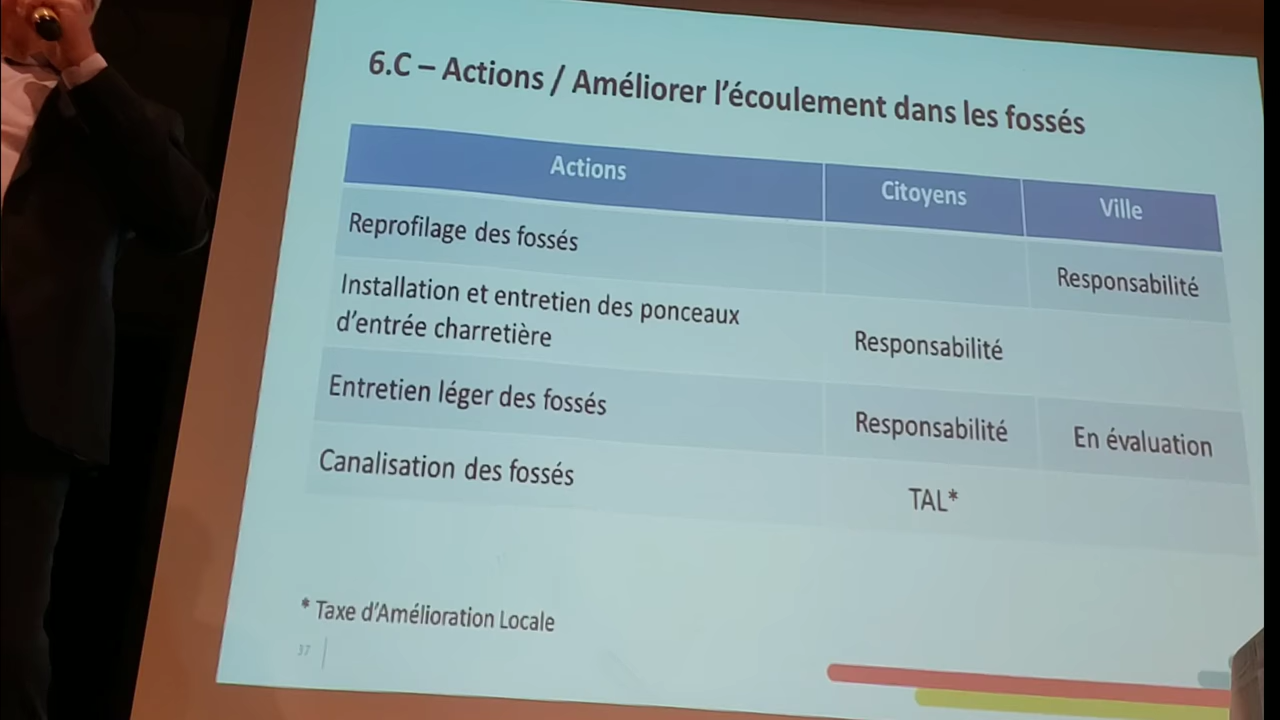 6.C – Actions / Améliorer l'écoulement dans les fossés
Actions Citoyens Ville
Reprofilage des fossés Responsabilité
Installation et entretien des ponceaux
d'entrée charretière Responsabilité
Entretien léger des fossés Responsabilité En évaluation
Canalisation des fossés TAL*
* Taxe d'Amélioration Locale
37